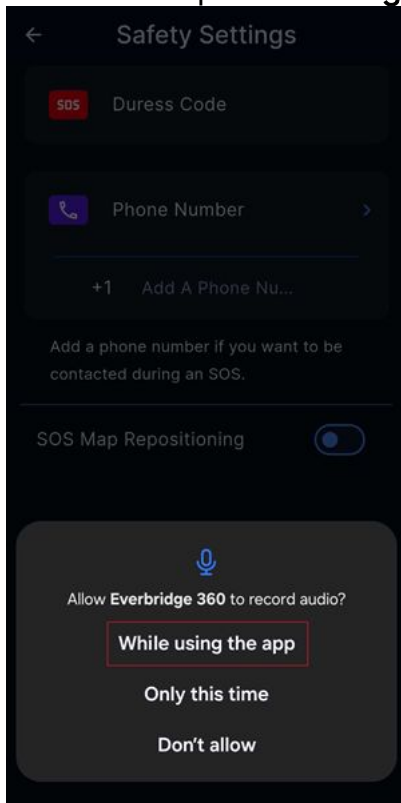 Safety Settings
SOS
Duress Code
Phone Number
+1 Add A Phone Nu...
Add a phone number if you want to be
contacted during an SOS.
SOS Map Repositioning
Allow Everbridge 360 to record audio?
While using the app
Only this time
Don't allow